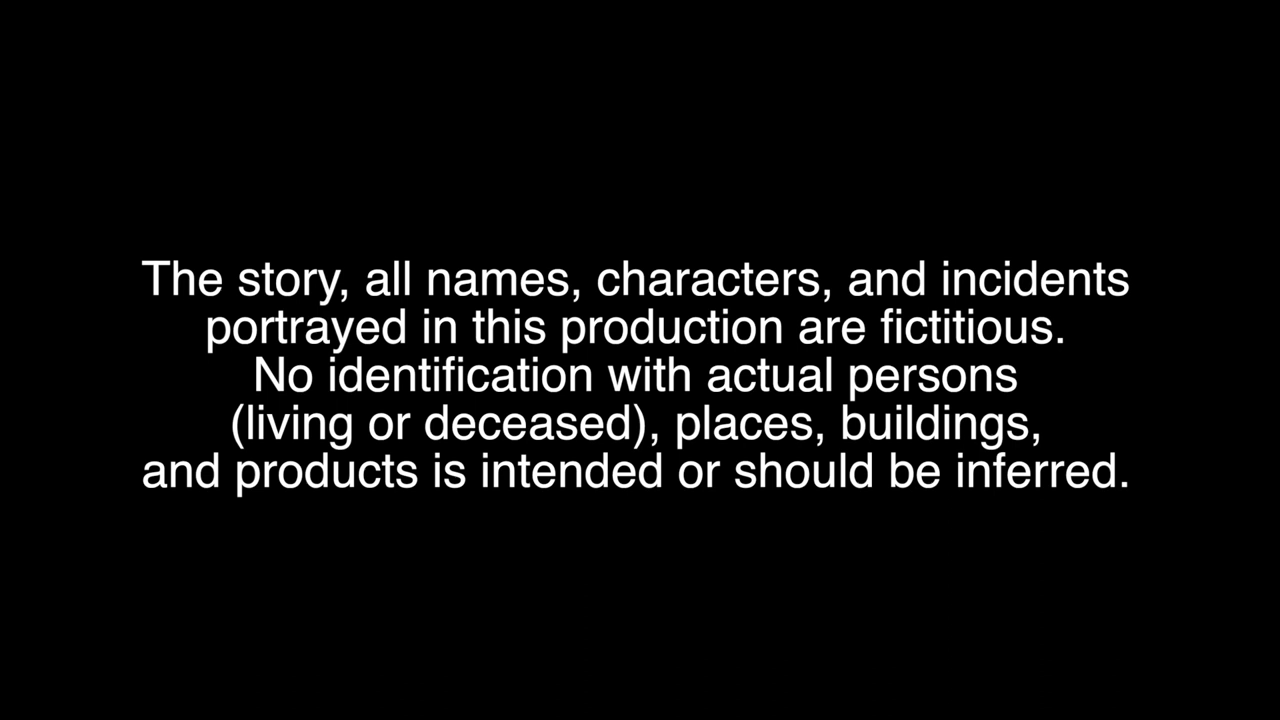 The story, all names, characters, and incidents
portrayed in this production are fictitious.
No identification with actual persons
(living or deceased), places, buildings,
and products is intended or should be inferred.